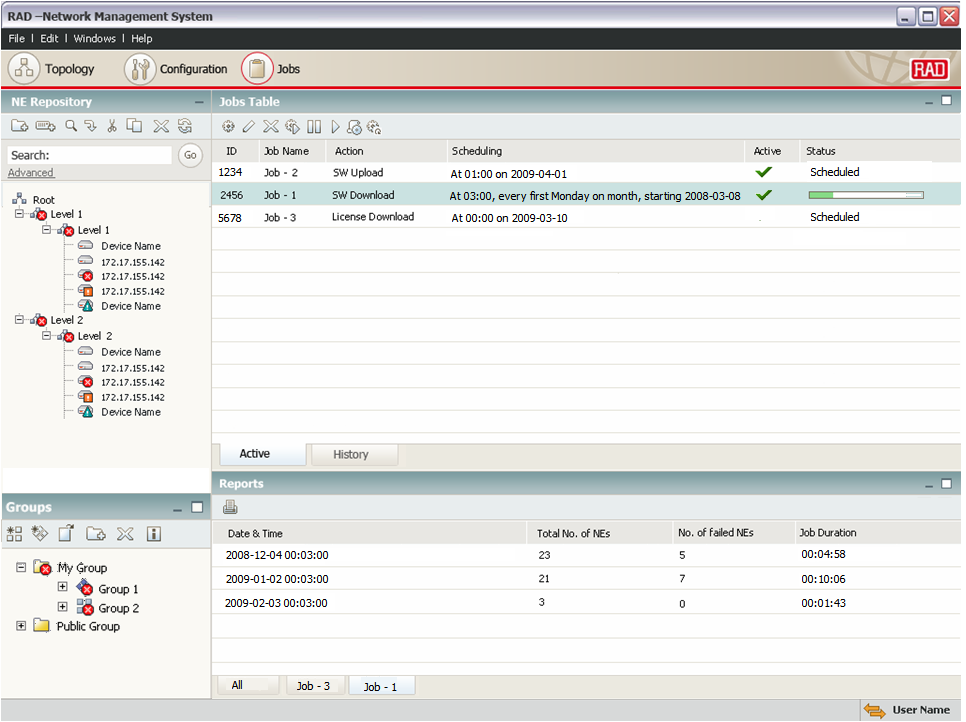 RAD –Network Management System
File | Edit | Windows | Help
Topology Configuration Jobs RAD
NE Repository
Search: Go
Advanced
Root
Level 1
Level 1
Device Name
172.17.155.142
172.17.155.142
172.17.155.142
Device Name
Level 2
Level 2
Device Name
172.17.155.142
172.17.155.142
172.17.155.142
Device Name
Groups
My Group
Group 1
Group 2
Public Group
Jobs Table
ID Job Name Action Scheduling Active Status
1234 Job - 2 SW Upload At 01:00 on 2009-04-01 Scheduled
2456 Job - 1 SW Download At 03:00, every first Monday on month, starting 2008-03-08
5678 Job - 3 License Download At 00:00 on 2009-03-10 Scheduled
Active History
Reports
Date & Time Total No. of NEs No. of failed NEs Job Duration
2008-12-04 00:03:00 23 5 00:04:58
2009-01-02 00:03:00 21 7 00:10:06
2009-02-03 00:03:00 3 0 00:01:43
All Job - 3 Job - 1
User Name